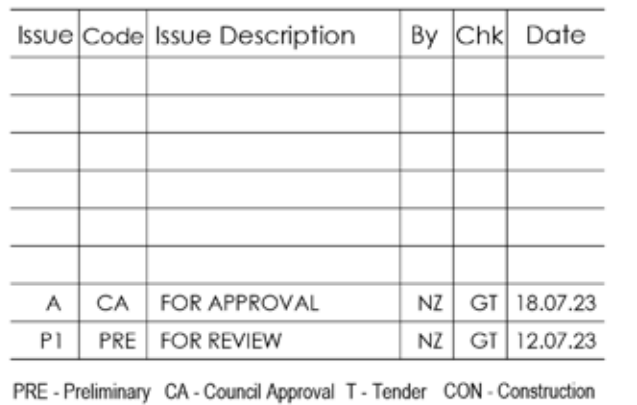 Issue Code Issue Description By Chk Date
A CA FOR APPROVAL NZ GT 18.07.23
P1 PRE FOR REVIEW NZ GT 12.07.23
PRE - Preliminary CA - Council Approval T - Tender CON - Construction